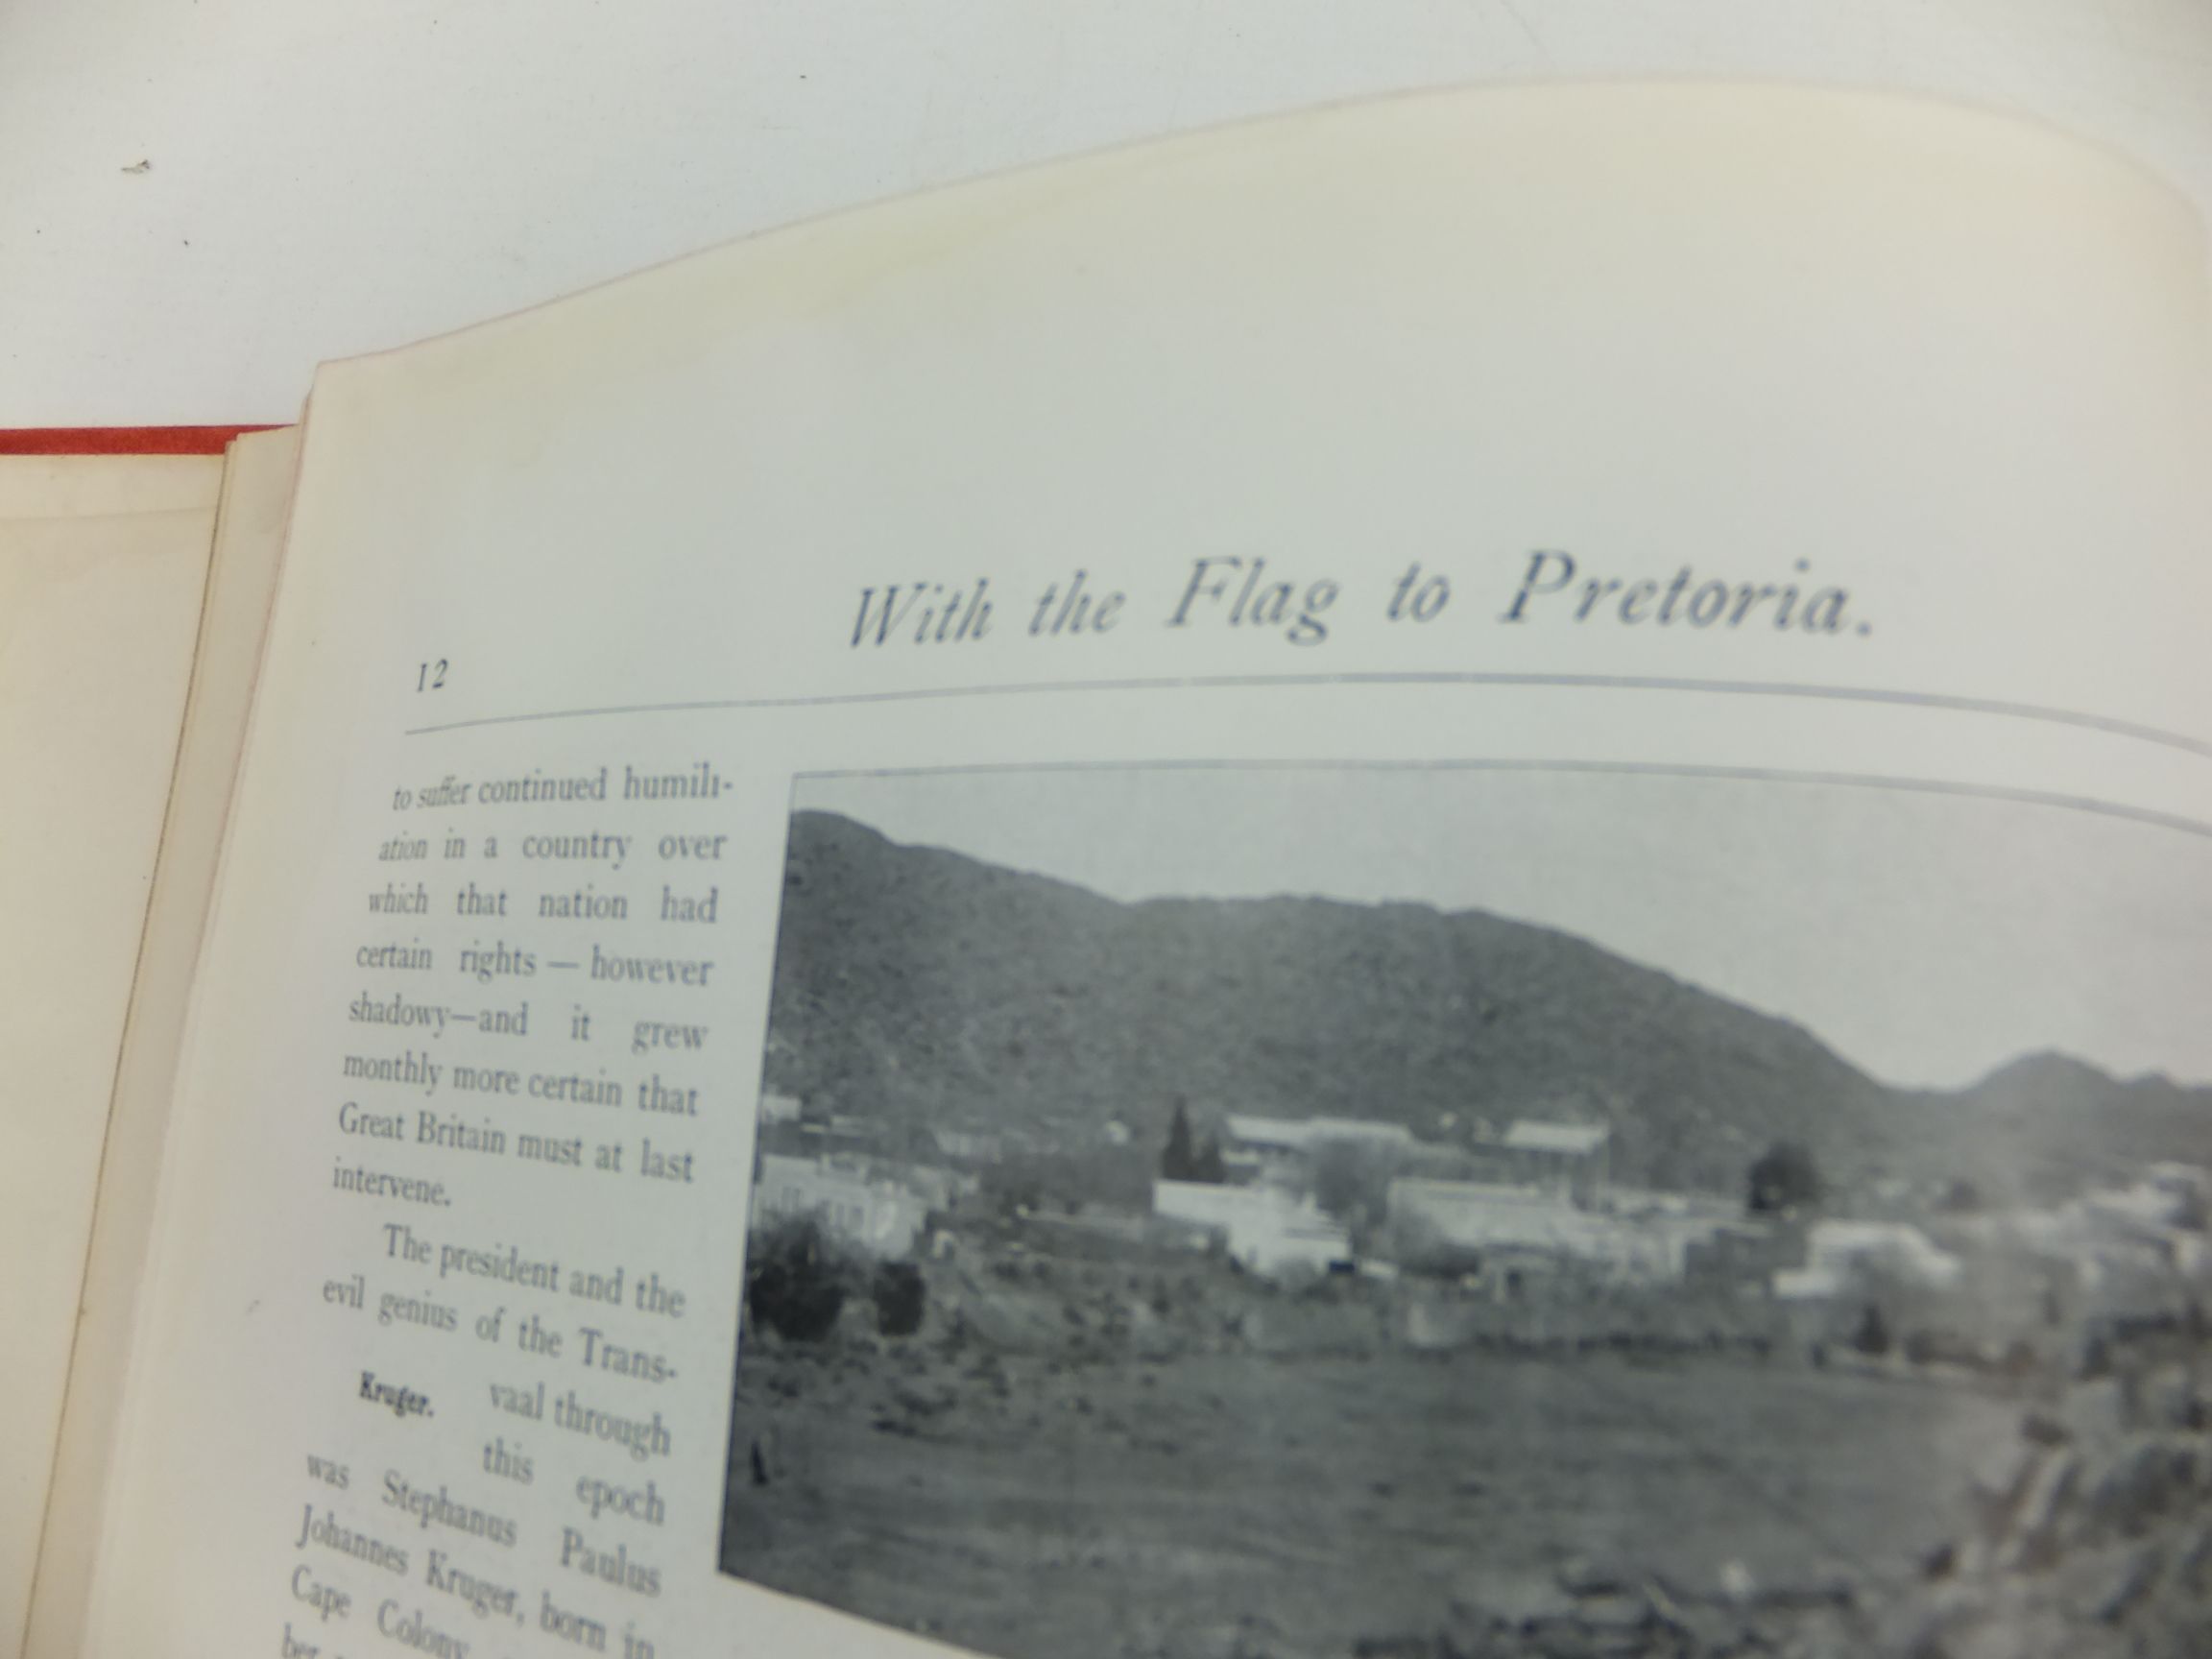 With the Flag to Pretoria.
12
to suffer continued humili-
ation in a country over
which that nation had
certain rights — however
shadowy—and it grew
monthly more certain that
Great Britain must at last
intervene.
The president and the
evil genius of the Trans-
Kruger. vaal through
this epoch
was Stephanus Paulus
Johannes Kruger, born in
Cape Colony
ber